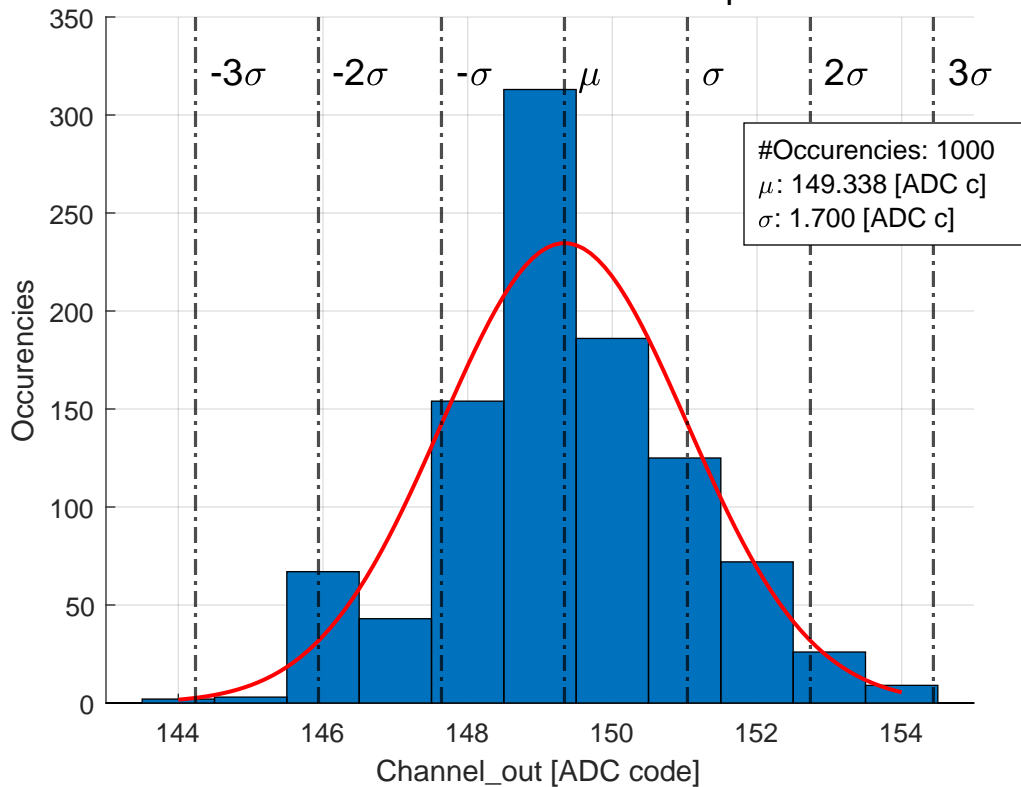 350
300
250
200
150
100
50
0
Occurencies
-3σ -2σ -σ μ σ 2σ 3σ
#Occurencies: 1000
μ: 149.338 [ADC c]
σ: 1.700 [ADC c]
144 146 148 150 152 154
Channel_out [ADC code]